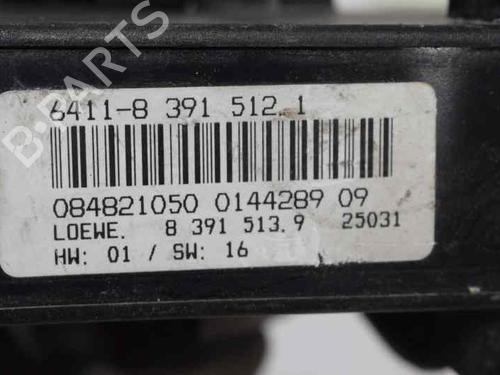 B-PARTS
6411-8 391 512.1
084821050 0144289 09
LOEWE. 8 391 513.9 25031
HW: 01 / SW: 16